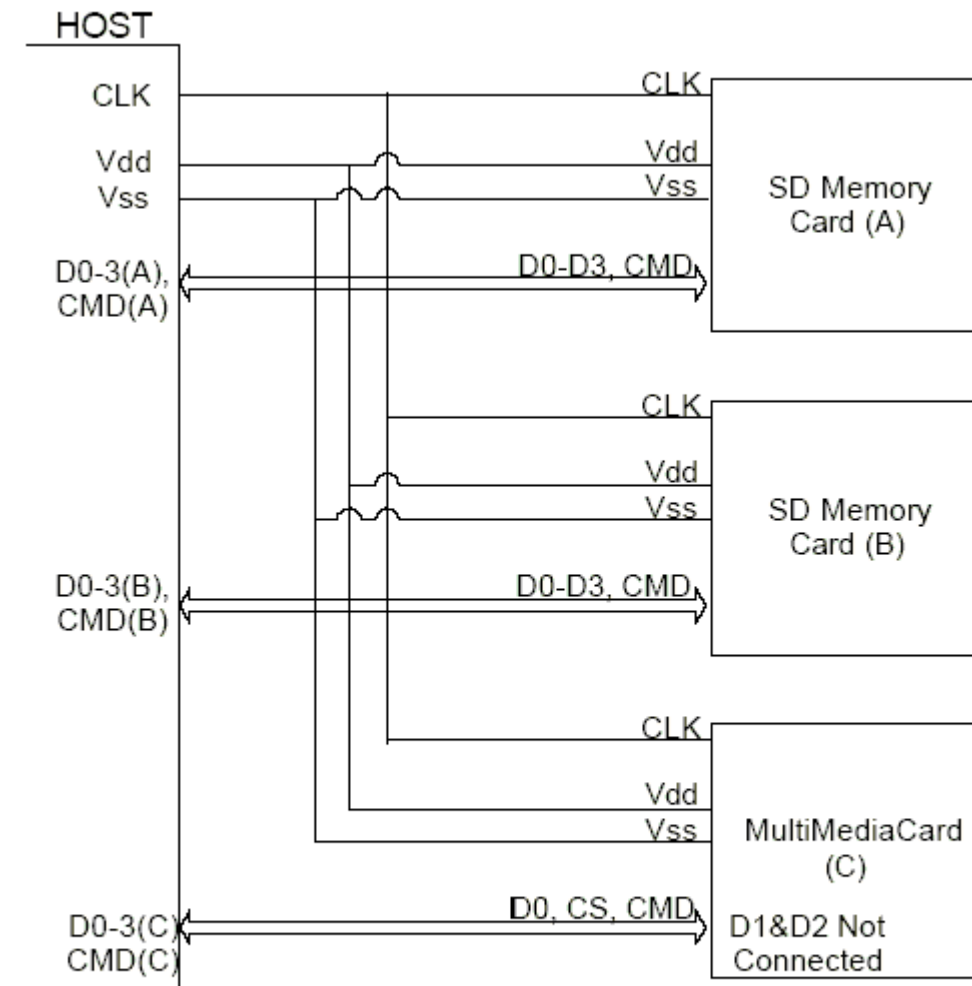 HOST
CLK
CLK
Vdd
Vdd
Vss
Vss
SD Memory
Card (A)
D0-3(A),
CMD(A)
D0-D3, CMD
CLK
Vdd
Vss
SD Memory
Card (B)
D0-3(B),
CMD(B)
D0-D3, CMD
CLK
Vdd
Vss
MultiMediaCard
(C)
D0-3(C)
CMD(C)
D0, CS, CMD
D1&D2 Not
Connected